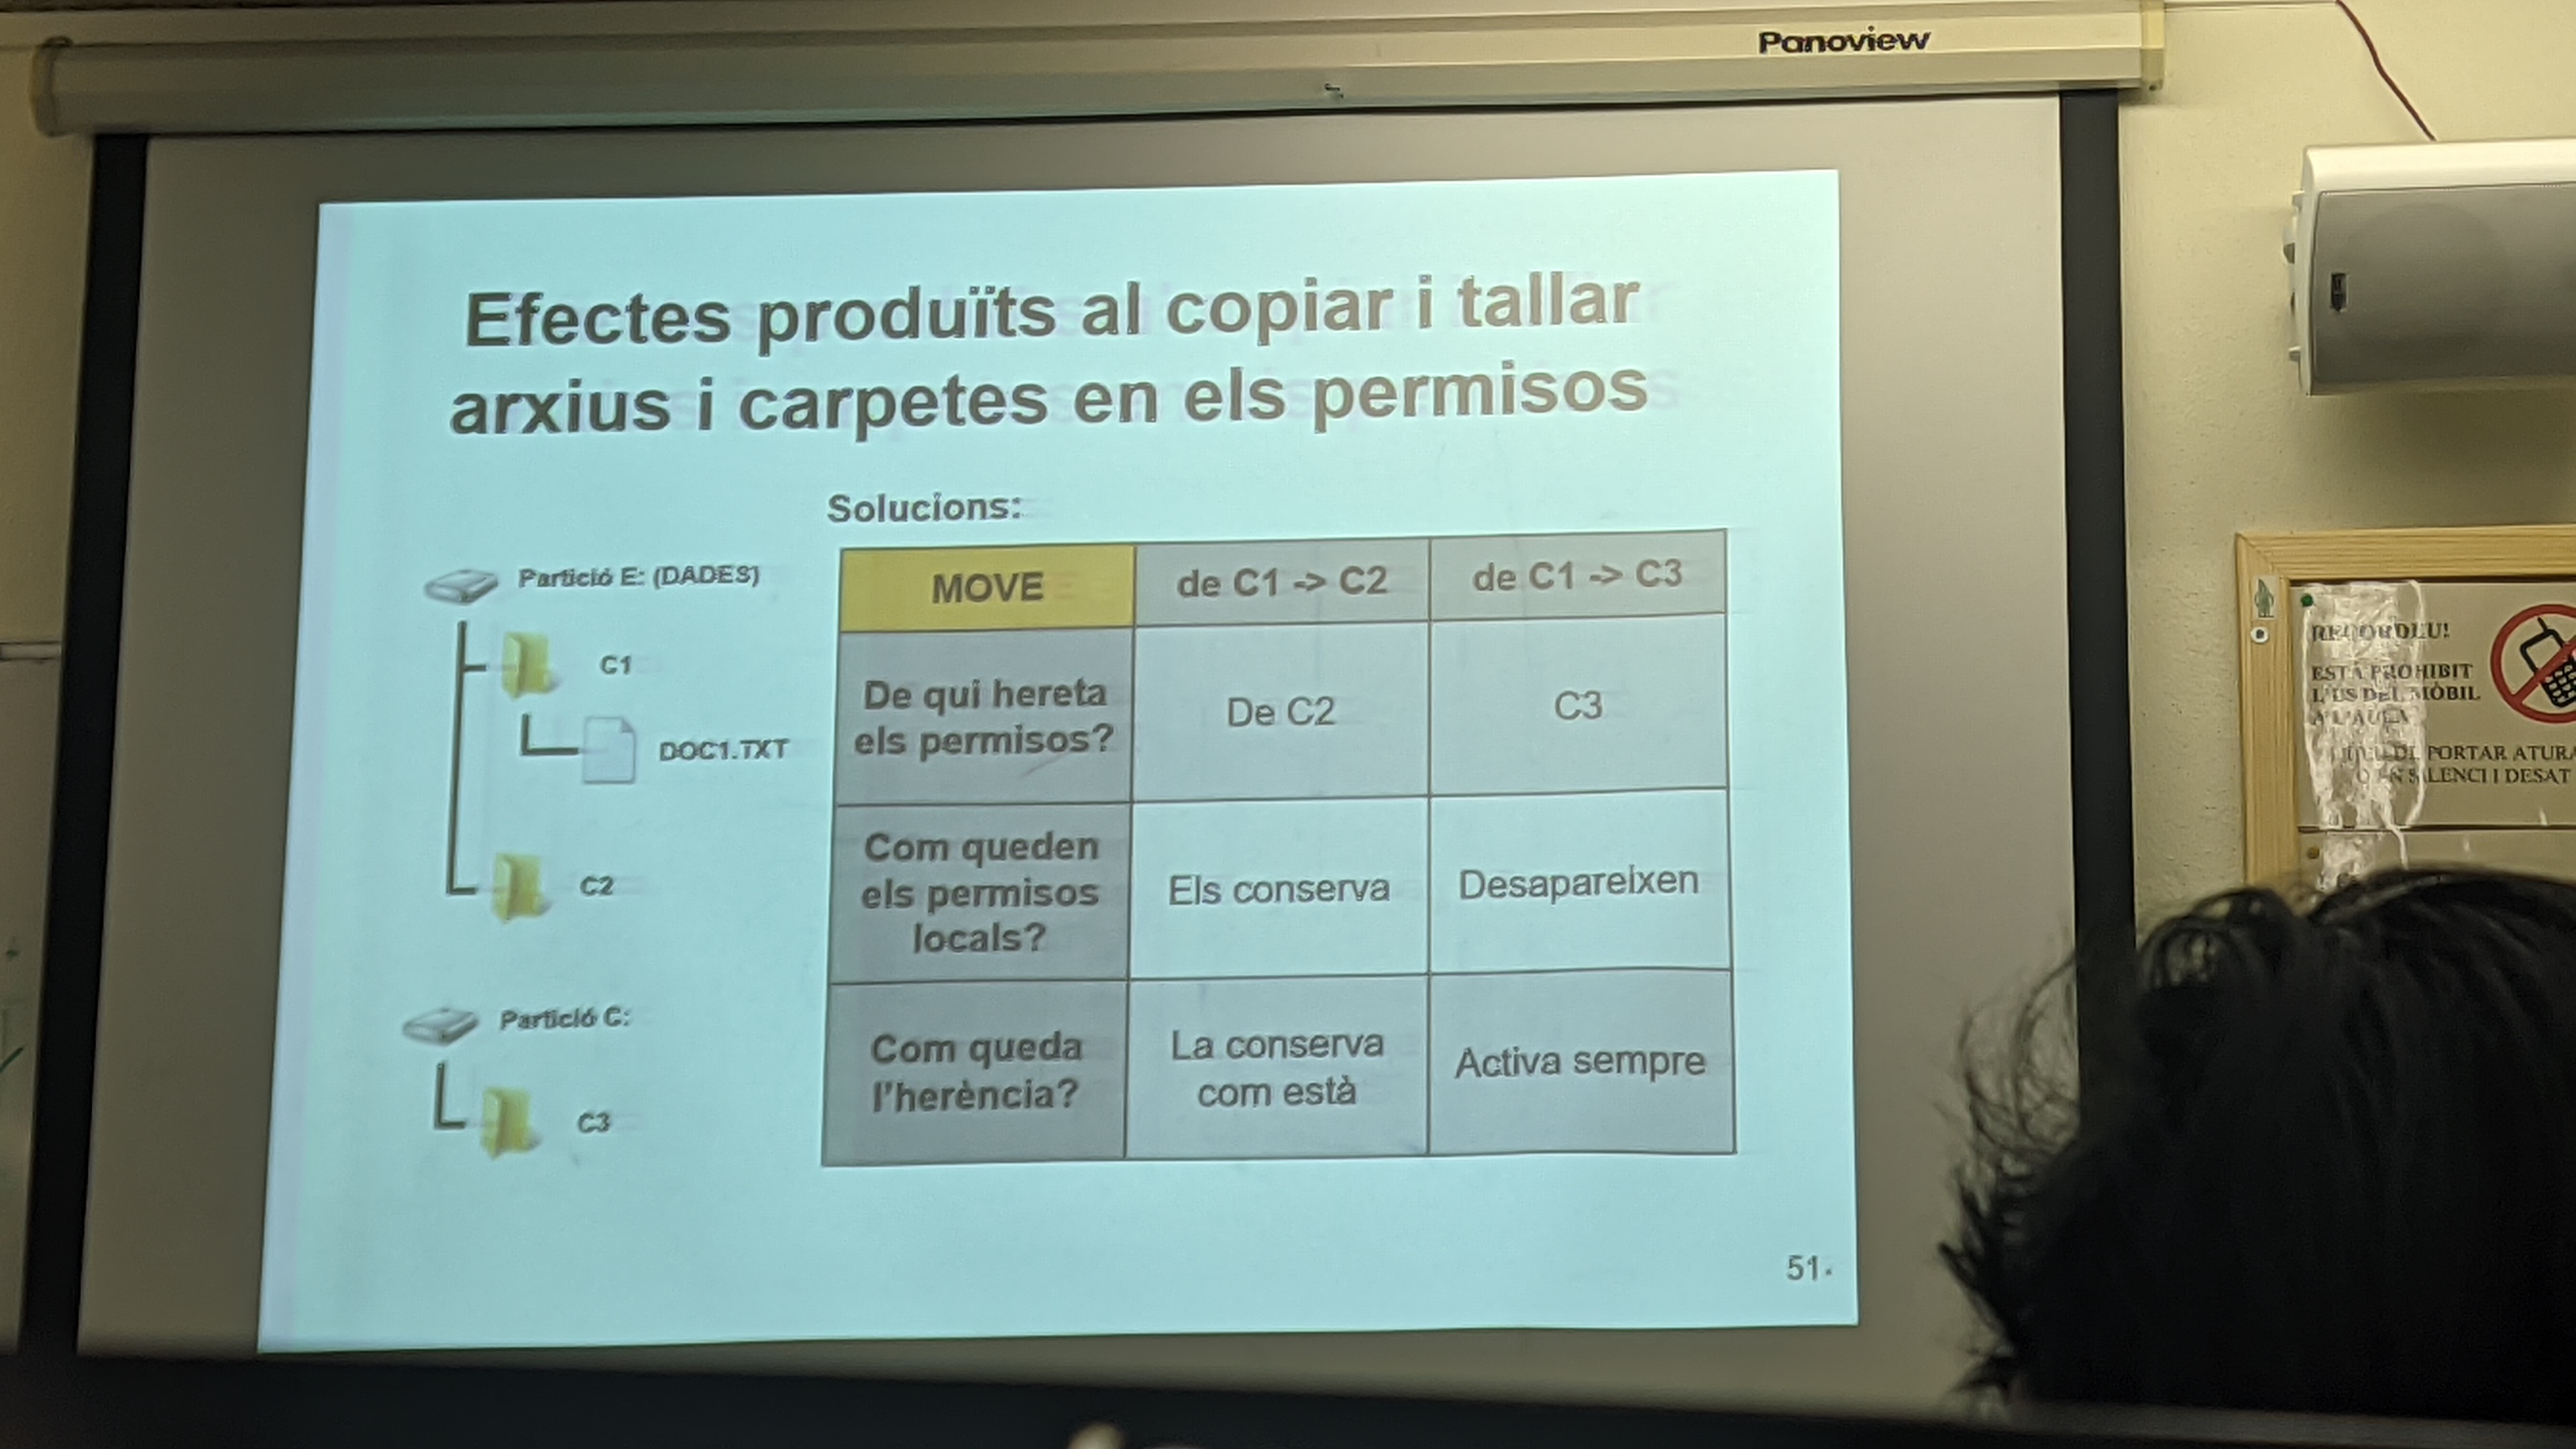 Panoview
Efectes produïts al copiar i tallar
arxius i carpetes en els permisos
Solucions:
Partició E: (DADES)
C1
DOC1.TXT
C2
Partició C:
C3
MOVE
de C1 -> C2
de C1 -> C3
De qui hereta
els permisos?
De C2
C3
Com queden
els permisos
locals?
Els conserva
Desapareixen
Com queda
l'herència?
La conserva
com està
Activa sempre
51
RECORDEU!
ESTÀ PROHIBIT
L'ÚS DEL MÒBIL
A L'AULA
PORTAR ATURA
SILENCI I DESAT